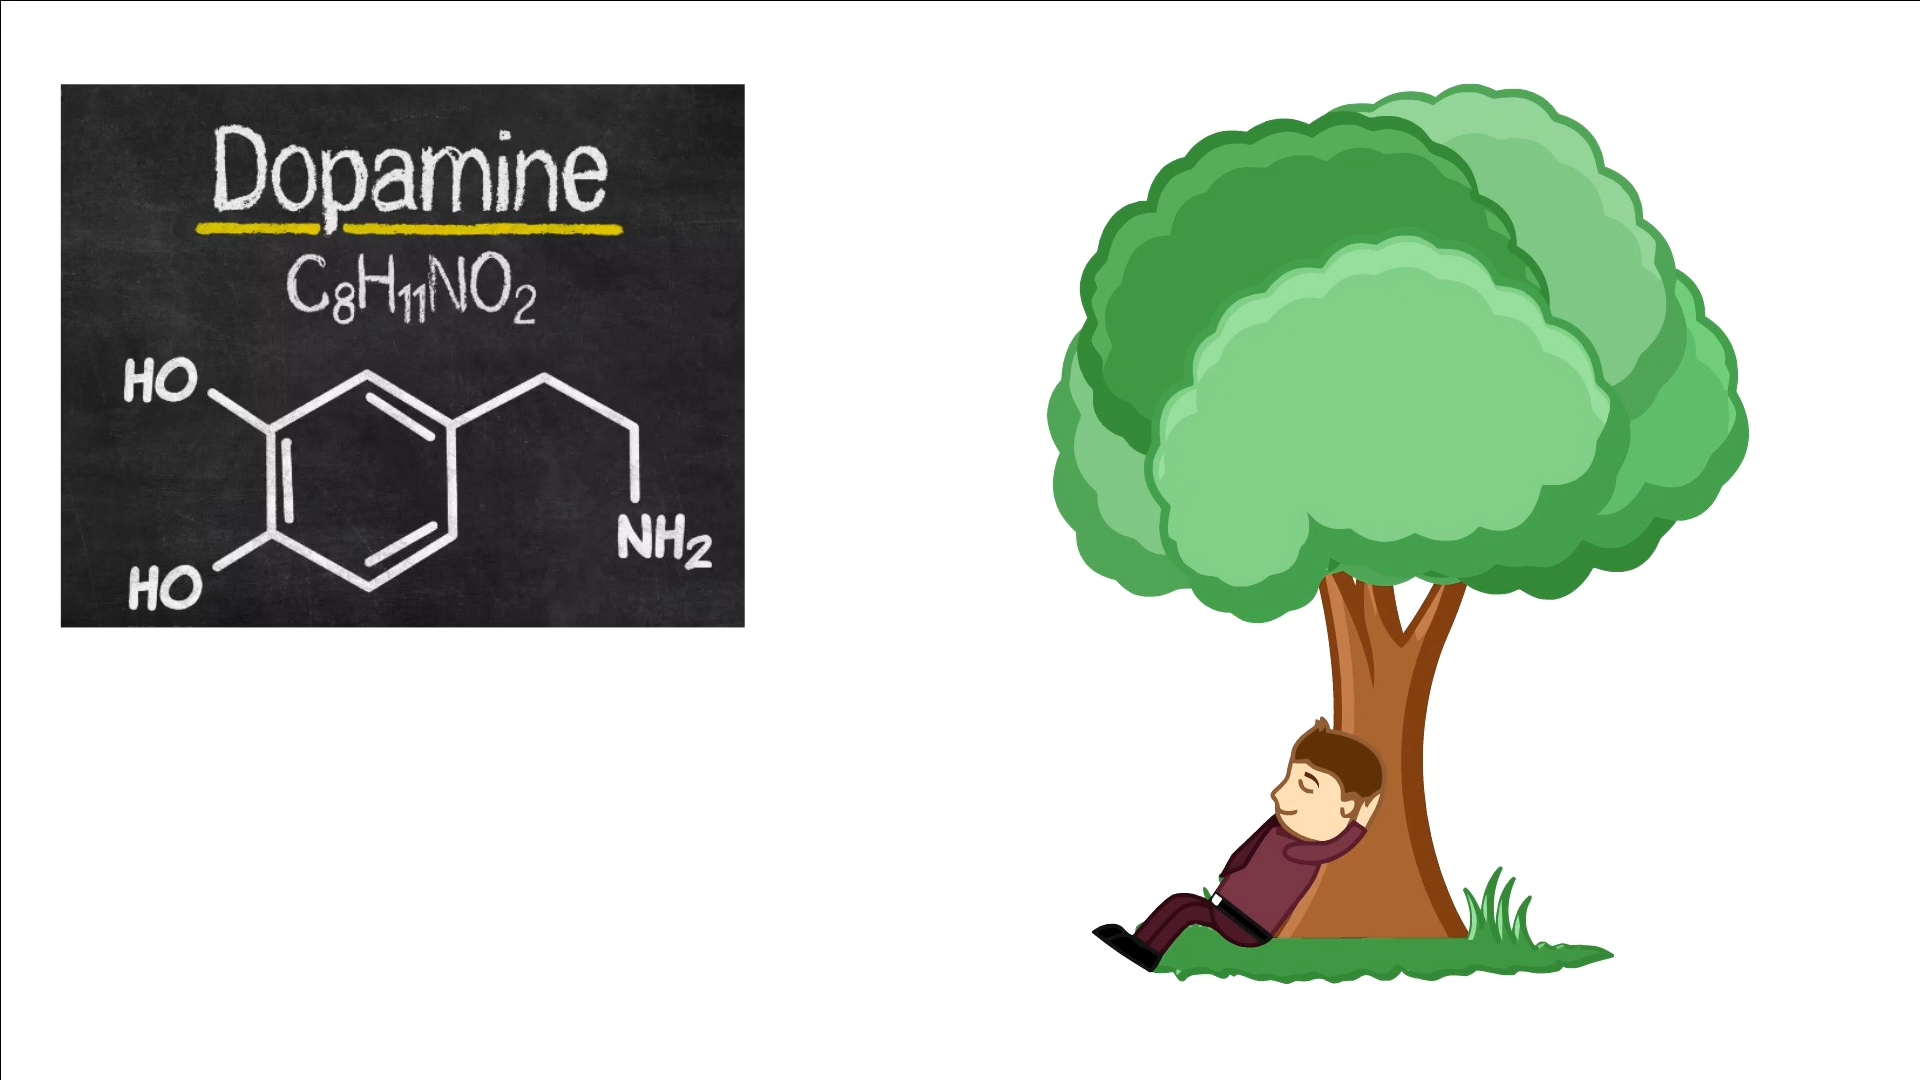 Dopamine
C₈H₁₁NO₂
HO
HO
NH₂